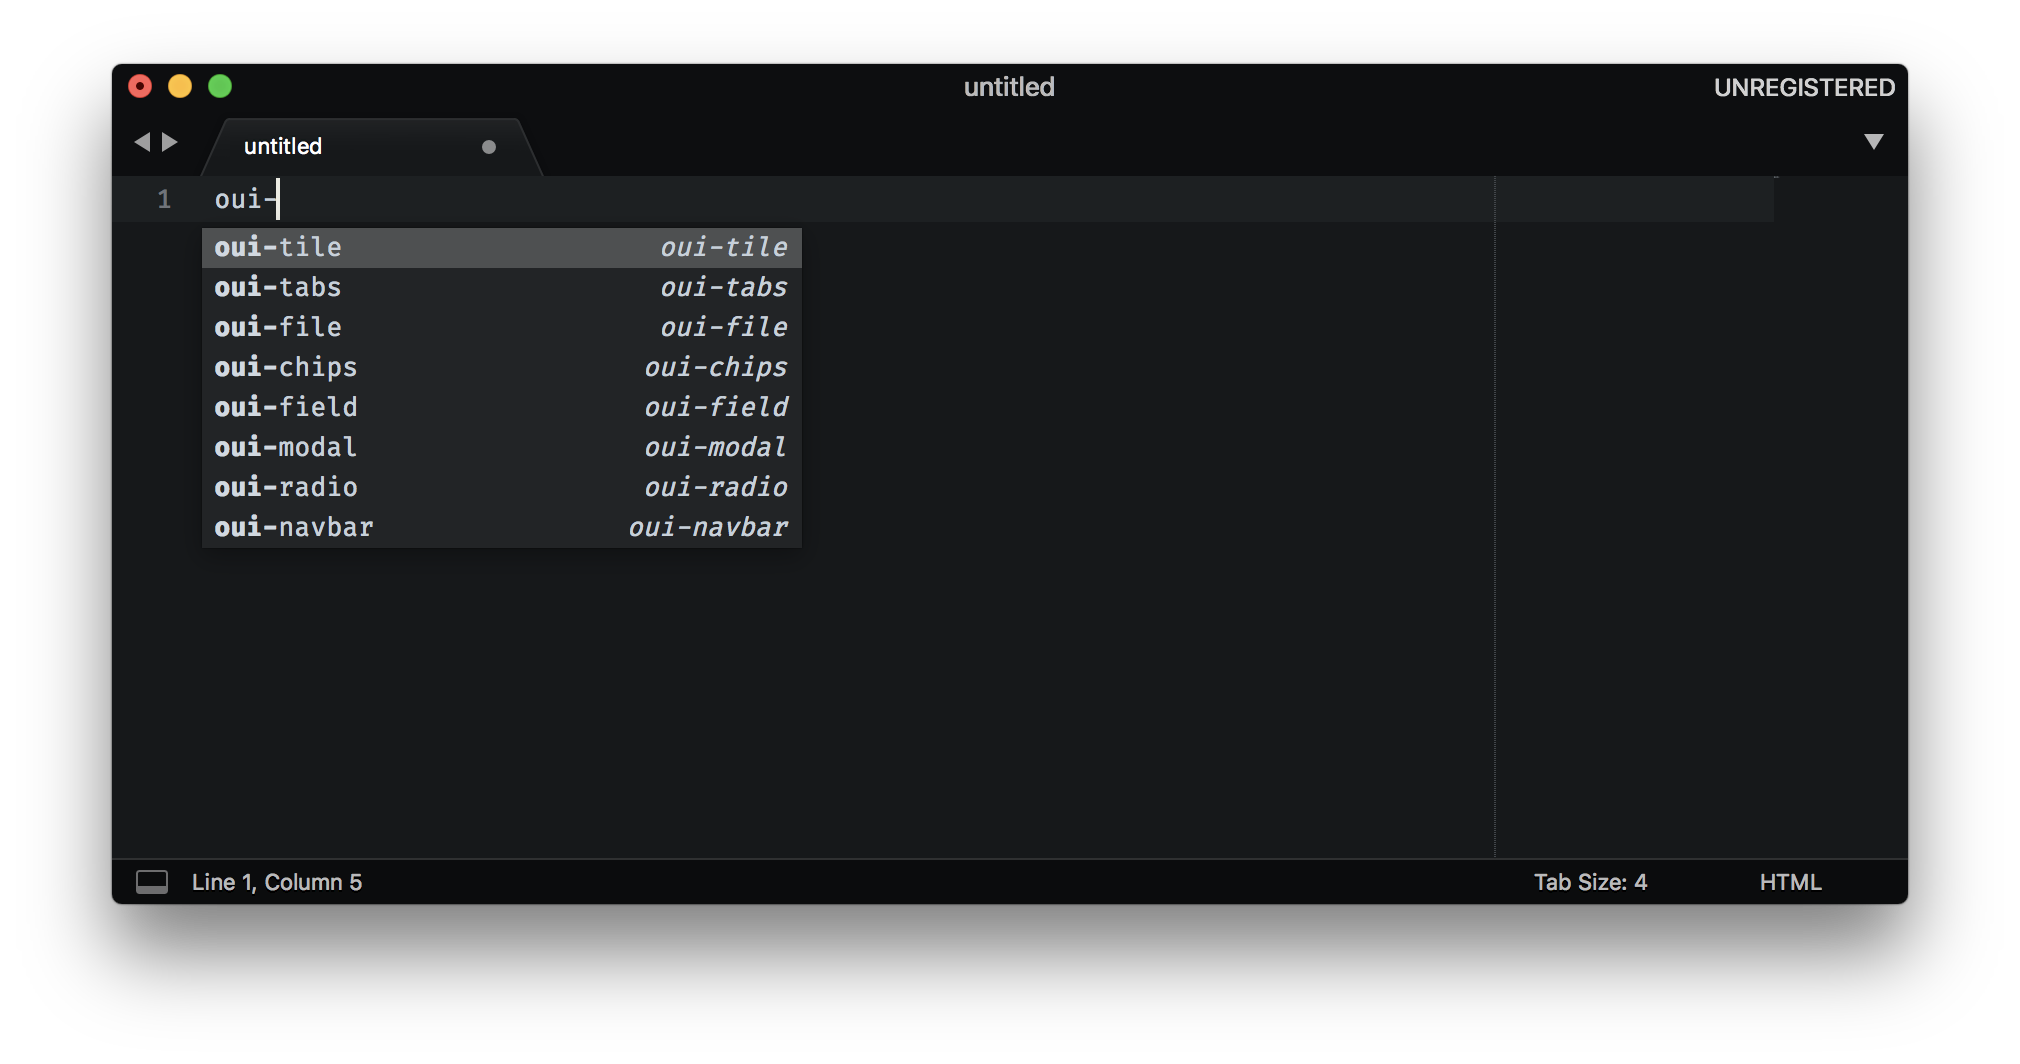 untitled
UNREGISTERED
untitled
1 oui-
oui-tile oui-tile
oui-tabs oui-tabs
oui-file oui-file
oui-chips oui-chips
oui-field oui-field
oui-modal oui-modal
oui-radio oui-radio
oui-navbar oui-navbar
Line 1, Column 5
Tab Size: 4
HTML